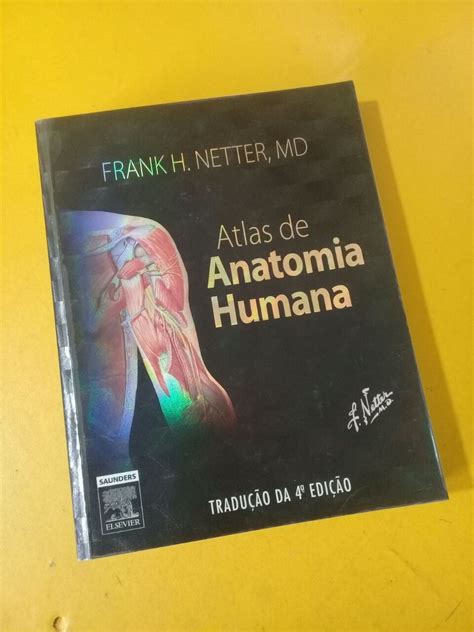 FRANK H. NETTER, MD
Atlas de
Anatomia
Humana
F. Netter
M.D.
SAUNDERS
ELSEVIER
TRADUÇÃO DA 4ª EDIÇÃO